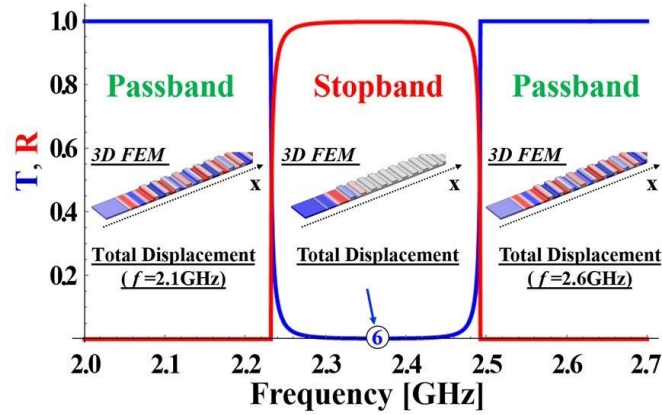 1.0
0.8
0.6
0.4
0.2
T, R
Passband
Stopband
Passband
3D FEM
3D FEM
3D FEM
x
x
x
Total Displacement
( f =2.1GHz)
Total Displacement
Total Displacement
( f =2.6GHz)
6
2.0 2.1 2.2 2.3 2.4 2.5 2.6 2.7
Frequency [GHz]